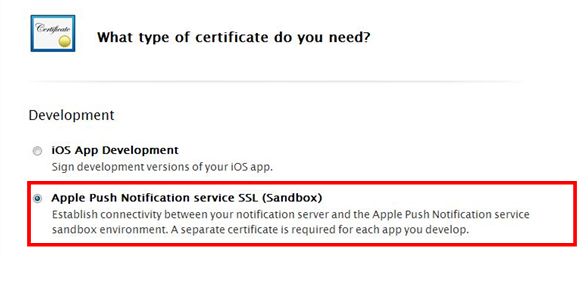 Certificate
What type of certificate do you need?
Development
iOS App Development
Sign development versions of your iOS app.
Apple Push Notification service SSL (Sandbox)
Establish connectivity between your notification server and the Apple Push Notification service
sandbox environment. A separate certificate is required for each app you develop.